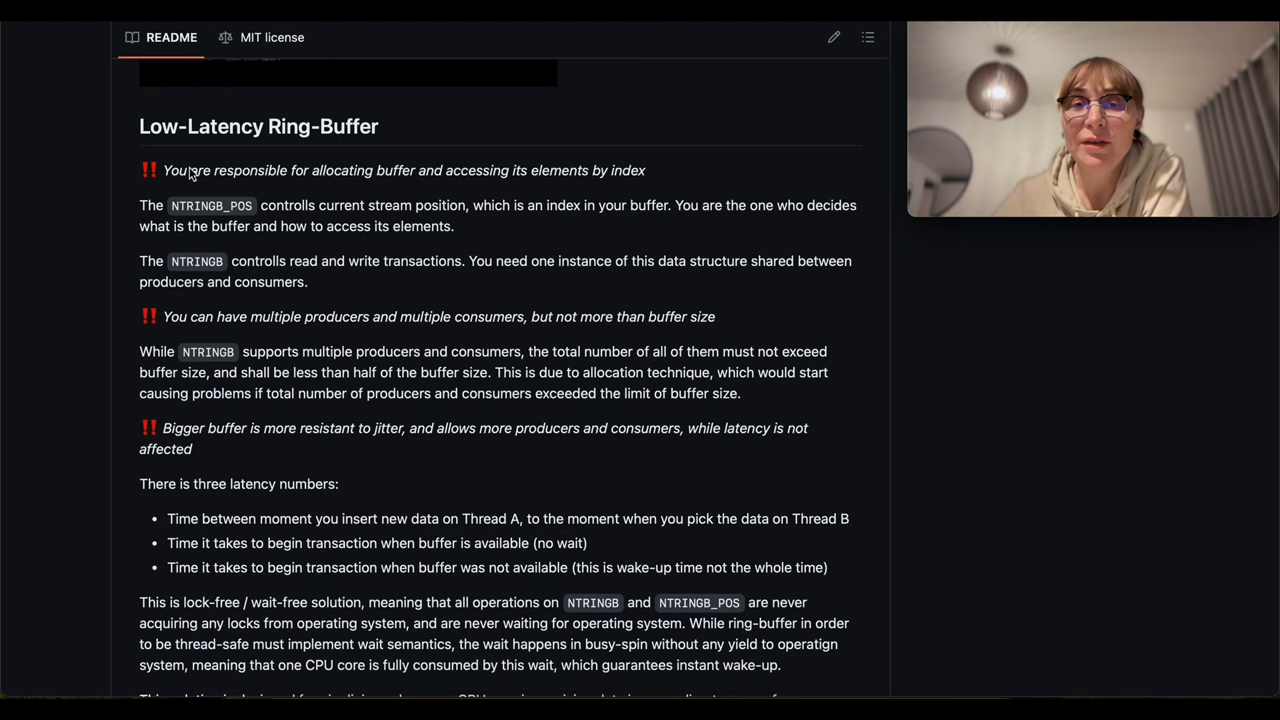 README
MIT license
Low-Latency Ring-Buffer
‼️ You are responsible for allocating buffer and accessing its elements by index
The NTRINGB_POS controlls current stream position, which is an index in your buffer. You are the one who decides
what is the buffer and how to access its elements.
The NTRINGB controlls read and write transactions. You need one instance of this data structure shared between
producers and consumers.
‼️ You can have multiple producers and multiple consumers, but not more than buffer size
While NTRINGB supports multiple producers and consumers, the total number of all of them must not exceed
buffer size, and shall be less than half of the buffer size. This is due to allocation technique, which would start
causing problems if total number of producers and consumers exceeded the limit of buffer size.
‼️ Bigger buffer is more resistant to jitter, and allows more producers and consumers, while latency is not
affected
There is three latency numbers:
• Time between moment you insert new data on Thread A, to the moment when you pick the data on Thread B
• Time it takes to begin transaction when buffer is available (no wait)
• Time it takes to begin transaction when buffer was not available (this is wake-up time not the whole time)
This is lock-free / wait-free solution, meaning that all operations on NTRINGB and NTRINGB_POS are never
acquiring any locks from operating system, and are never waiting for operating system. While ring-buffer in order
to be thread-safe must implement wait semantics, the wait happens in busy-spin without any yield to operatign
system, meaning that one CPU core is fully consumed by this wait, which guarantees instant wake-up.